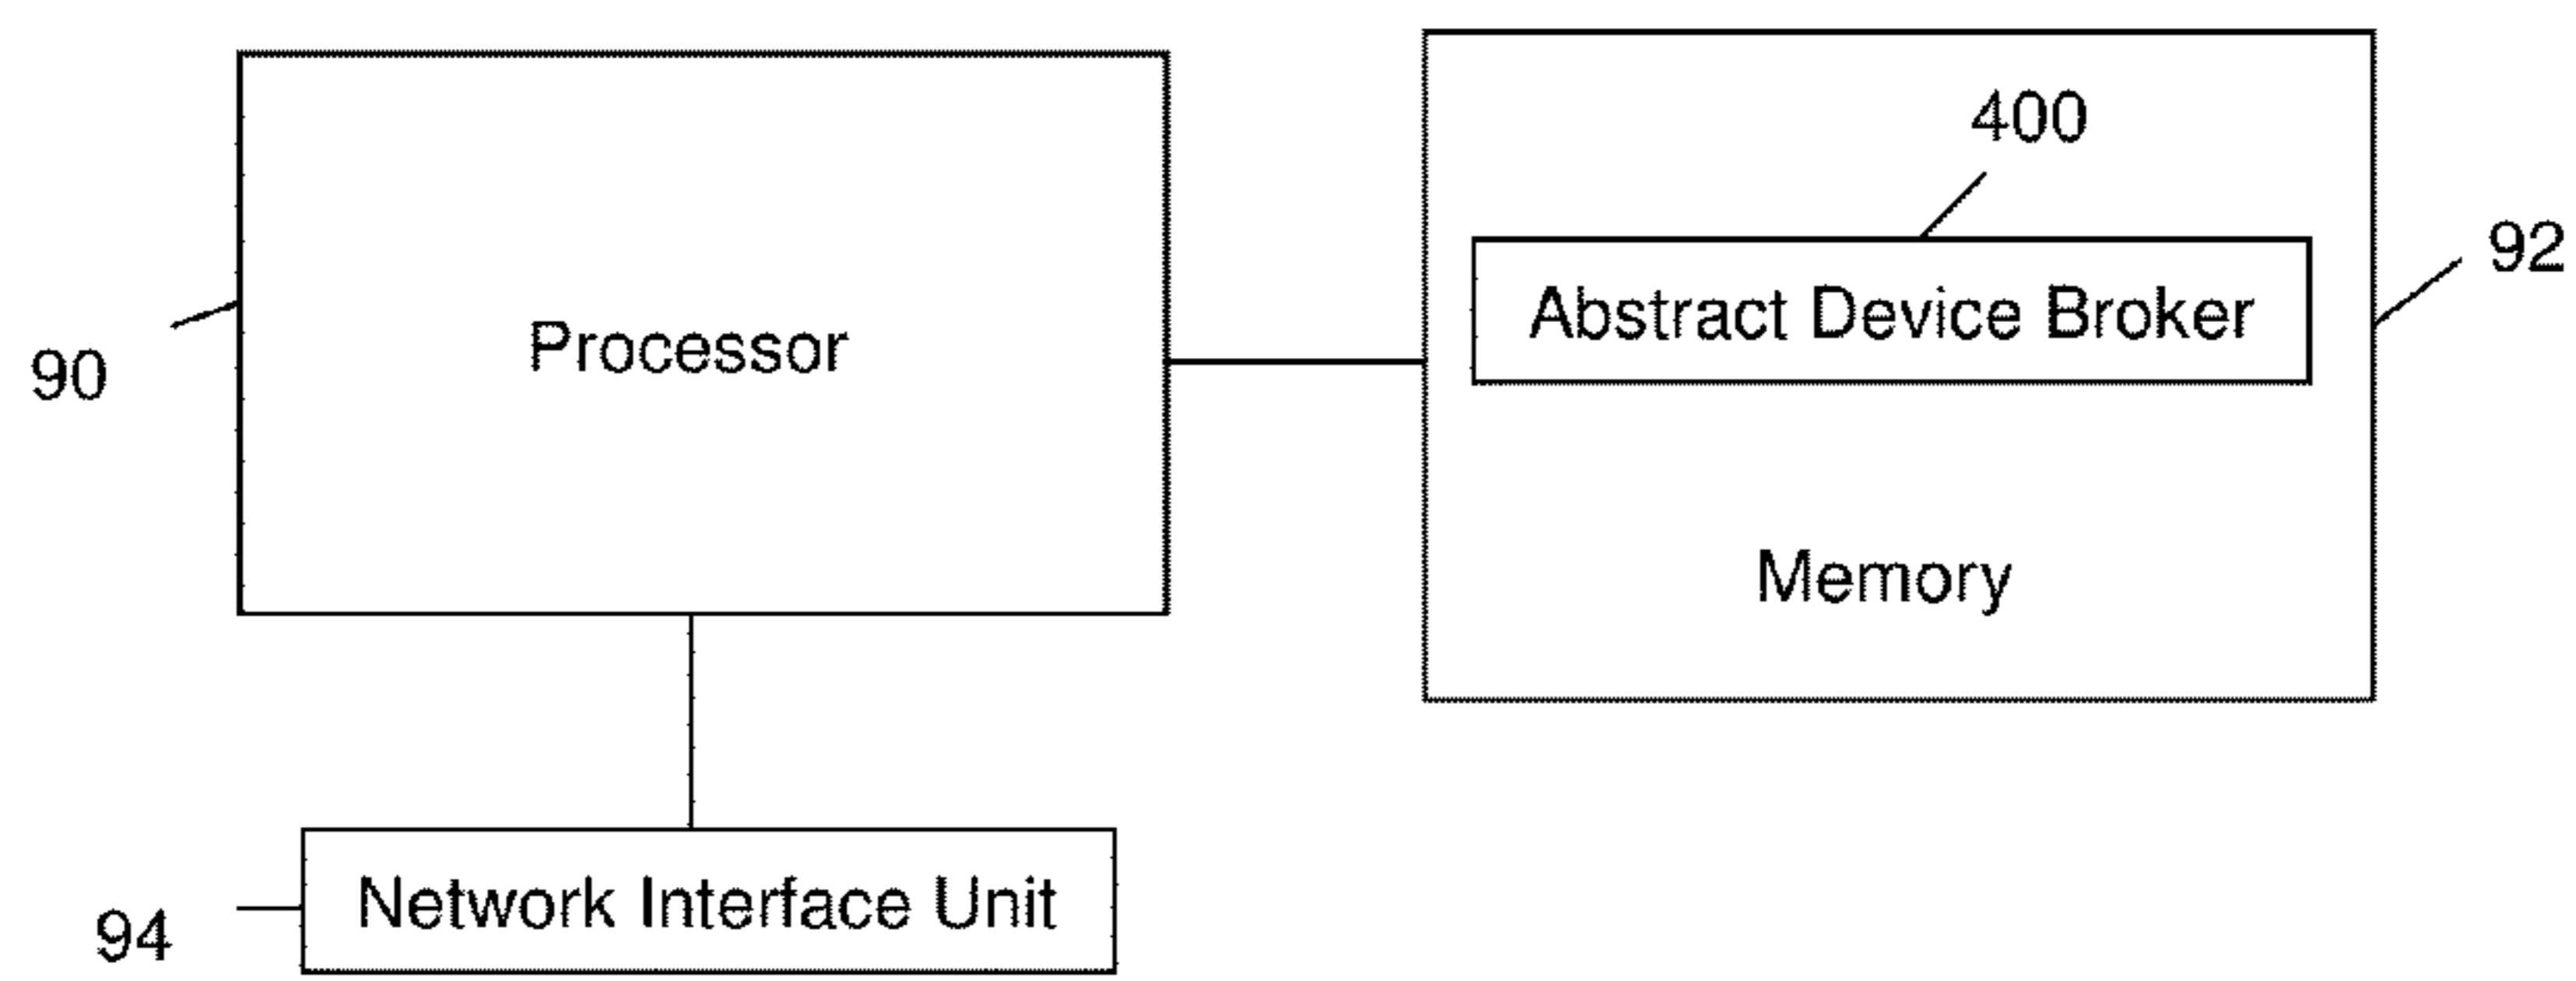 400
Abstract Device Broker
92
Processor
90
Memory
Network Interface Unit
94